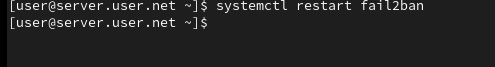 [user@server.user.net ~]$ systemctl restart fail2ban
[user@server.user.net ~]$